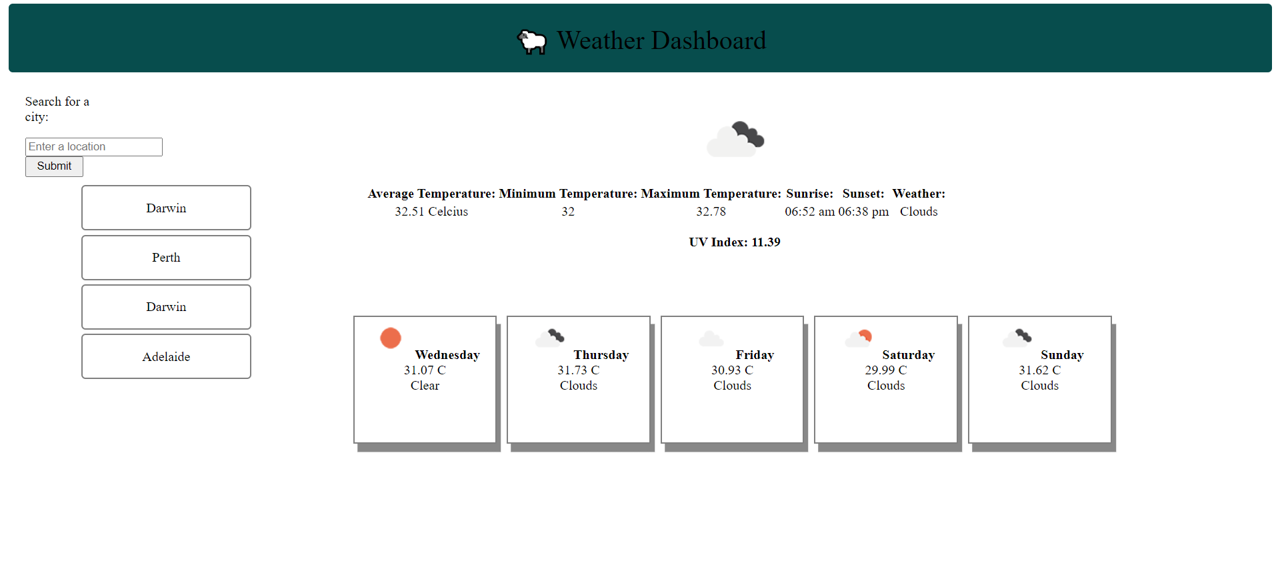 Weather Dashboard
Search for a
city:
Enter a location
Submit
Darwin
Perth
Darwin
Adelaide
Average Temperature: Minimum Temperature: Maximum Temperature: Sunrise: Sunset: Weather:
32.51 Celcius 32 32.78 06:52 am 06:38 pm Clouds
UV Index: 11.39
Wednesday
31.07 C
Clear
Thursday
31.73 C
Clouds
Friday
30.93 C
Clouds
Saturday
29.99 C
Clouds
Sunday
31.62 C
Clouds